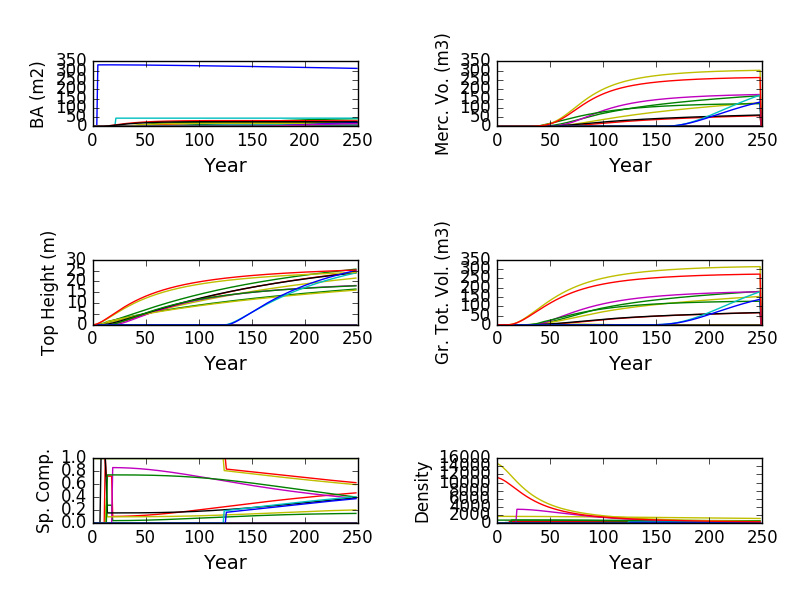 BA (m2)
350
300
250
200
150
100
50
0
0 50 100 150 200 250
Year
Merc. Vo. (m3)
350
300
250
200
150
100
50
0
0 50 100 150 200 250
Year
Top Height (m)
30
25
20
15
10
5
0
0 50 100 150 200 250
Year
Gr. Tot. Vol. (m3)
350
300
250
200
150
100
50
0
0 50 100 150 200 250
Year
Sp. Comp.
1.0
0.8
0.6
0.4
0.2
0.0
0 50 100 150 200 250
Year
Density
16000
14000
12000
10000
8000
6000
4000
2000
0
0 50 100 150 200 250
Year